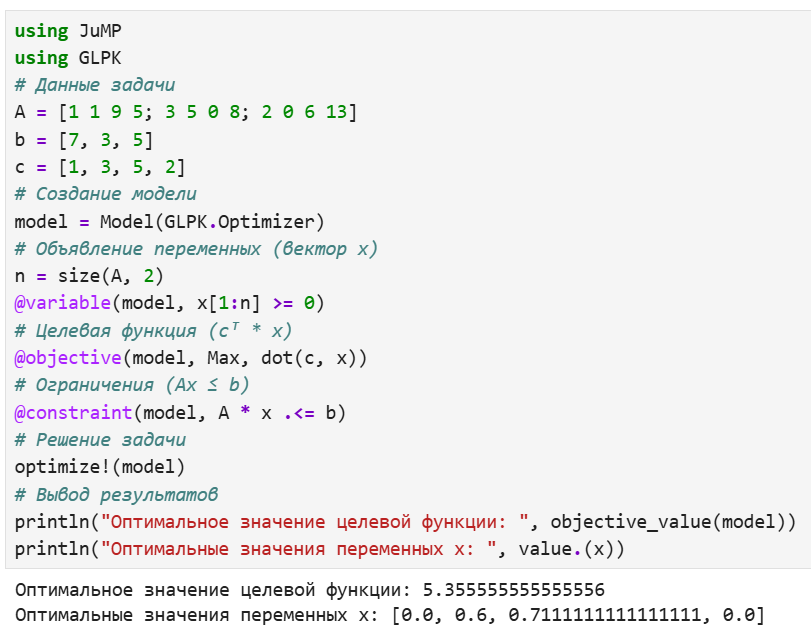 using JuMP
using GLPK
# Данные задачи
A = [1 1 9 5; 3 5 0 8; 2 0 6 13]
b = [7, 3, 5]
c = [1, 3, 5, 2]
# Создание модели
model = Model(GLPK.Optimizer)
# Объявление переменных (вектор x)
n = size(A, 2)
@variable(model, x[1:n] >= 0)
# Целевая функция (cᵀ * x)
@objective(model, Max, dot(c, x))
# Ограничения (Ax ≤ b)
@constraint(model, A * x .<= b)
# Решение задачи
optimize!(model)
# Вывод результатов
println("Оптимальное значение целевой функции: ", objective_value(model))
println("Оптимальные значения переменных x: ", value.(x))
Оптимальное значение целевой функции: 5.355555555555556
Оптимальные значения переменных x: [0.0, 0.6, 0.7111111111111111, 0.0]